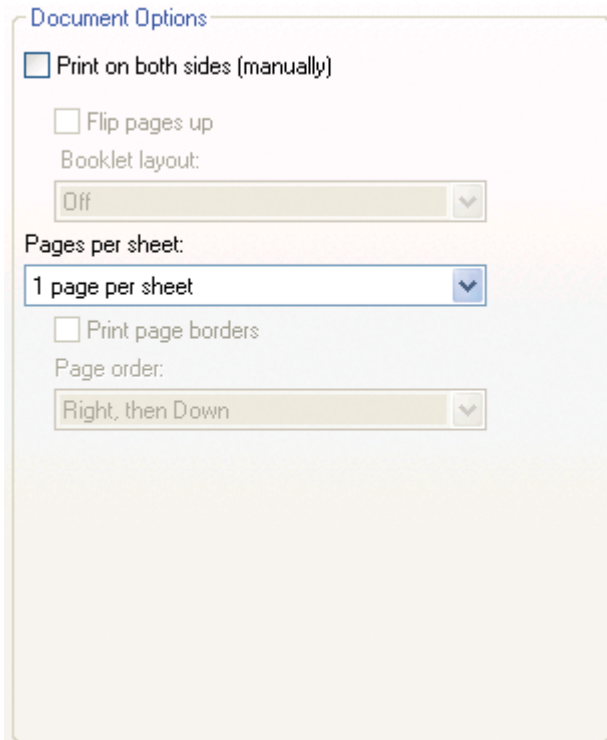 Document Options
Print on both sides (manually)
Flip pages up
Booklet layout:
Off
Pages per sheet:
1 page per sheet
Print page borders
Page order:
Right, then Down